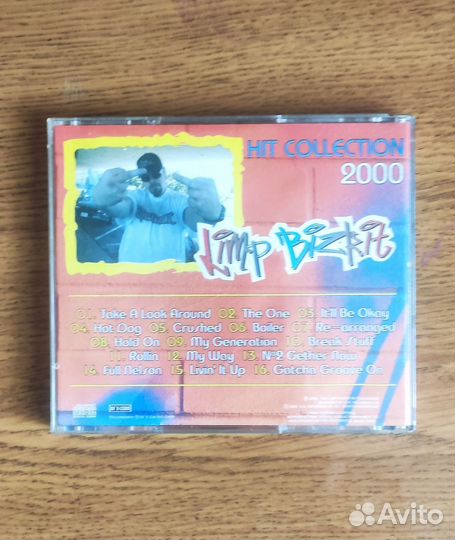 HIT COLLECTION
2000
Limp Bizkit
01. Take A Look Around 02. The One 03. It'll Be Okay
04. Hot Dog 05. Crushed 06. Boiler 07. Re-arranged
08. Hold On 09. My Generation 10. Break Stuff
11. Rollin 12. My Way 13. №2 Gether Now
14. Full Nelson 15. Livin' It Up 16. Gotcha Groove On
Avito